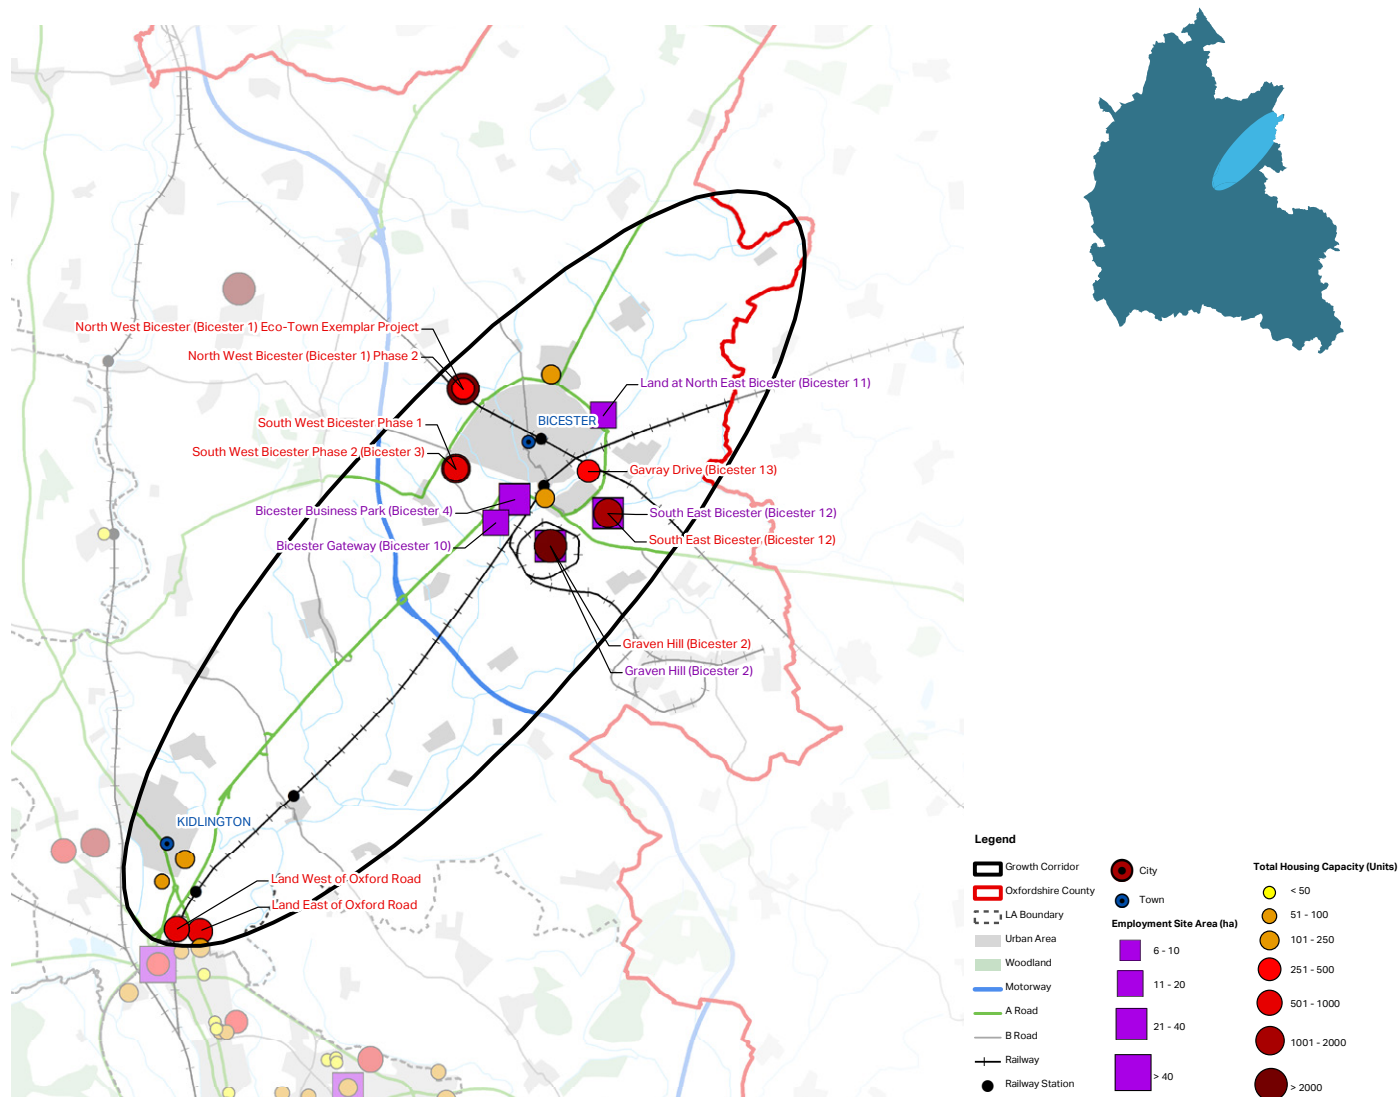 North West Bicester (Bicester 1) Eco-Town Exemplar Project
North West Bicester (Bicester 1) Phase 2
Land at North East Bicester (Bicester 11)
BICESTER
South West Bicester Phase 1
South West Bicester Phase 2 (Bicester 3)
Gavray Drive (Bicester 13)
Bicester Business Park (Bicester 4)
South East Bicester (Bicester 12)
South East Bicester (Bicester 12)
Bicester Gateway (Bicester 10)
Graven Hill (Bicester 2)
Graven Hill (Bicester 2)
KIDLINGTON
Land West of Oxford Road
Land East of Oxford Road
Legend
Growth Corridor
Oxfordshire County
LA Boundary
Urban Area
Woodland
Motorway
A Road
B Road
Railway
Railway Station
City
Town
Employment Site Area (ha)
6 - 10
11 - 20
21 - 40
> 40
Total Housing Capacity (Units)
< 50
51 - 100
101 - 250
251 - 500
501 - 1000
1001 - 2000
> 2000